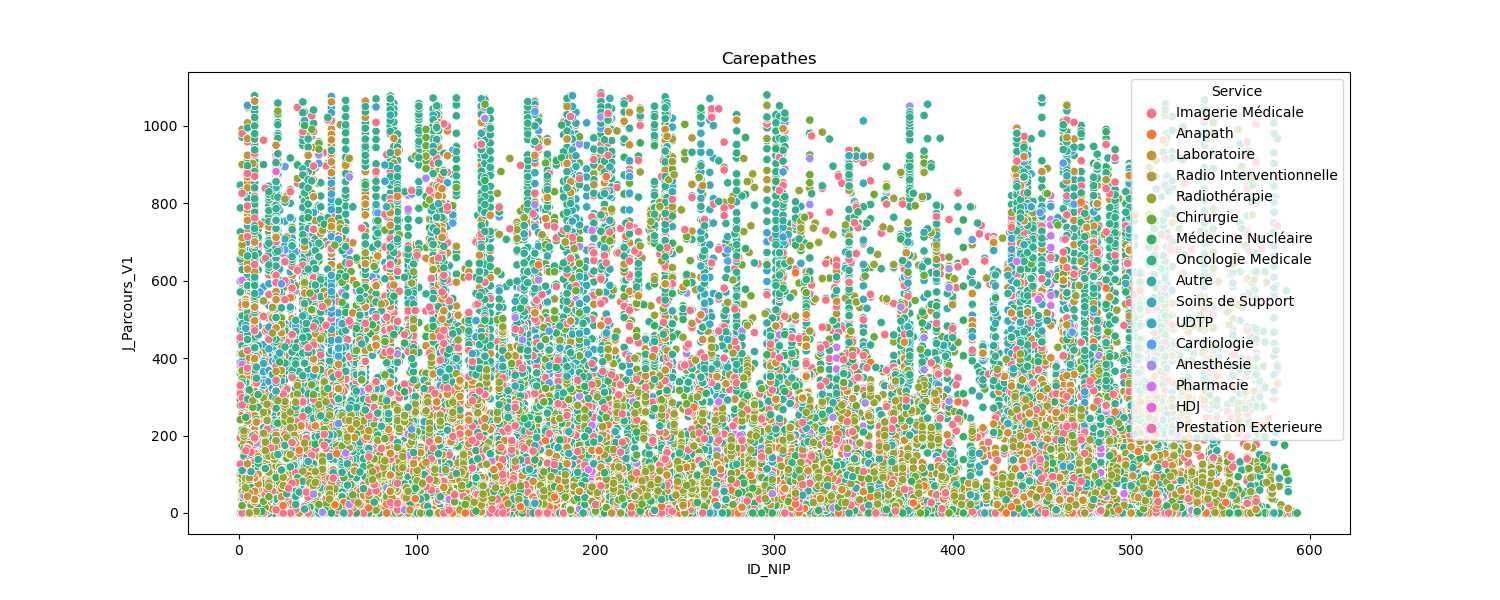 Carepathes
J_Parcours_V1
1000
800
600
400
200
0
0 100 200 300 400 500 600
ID_NIP
Service
Imagerie Médicale
Anapath
Laboratoire
Radio Interventionnelle
Radiothérapie
Chirurgie
Médecine Nucléaire
Oncologie Medicale
Autre
Soins de Support
UDTP
Cardiologie
Anesthésie
Pharmacie
HDJ
Prestation Exterieure